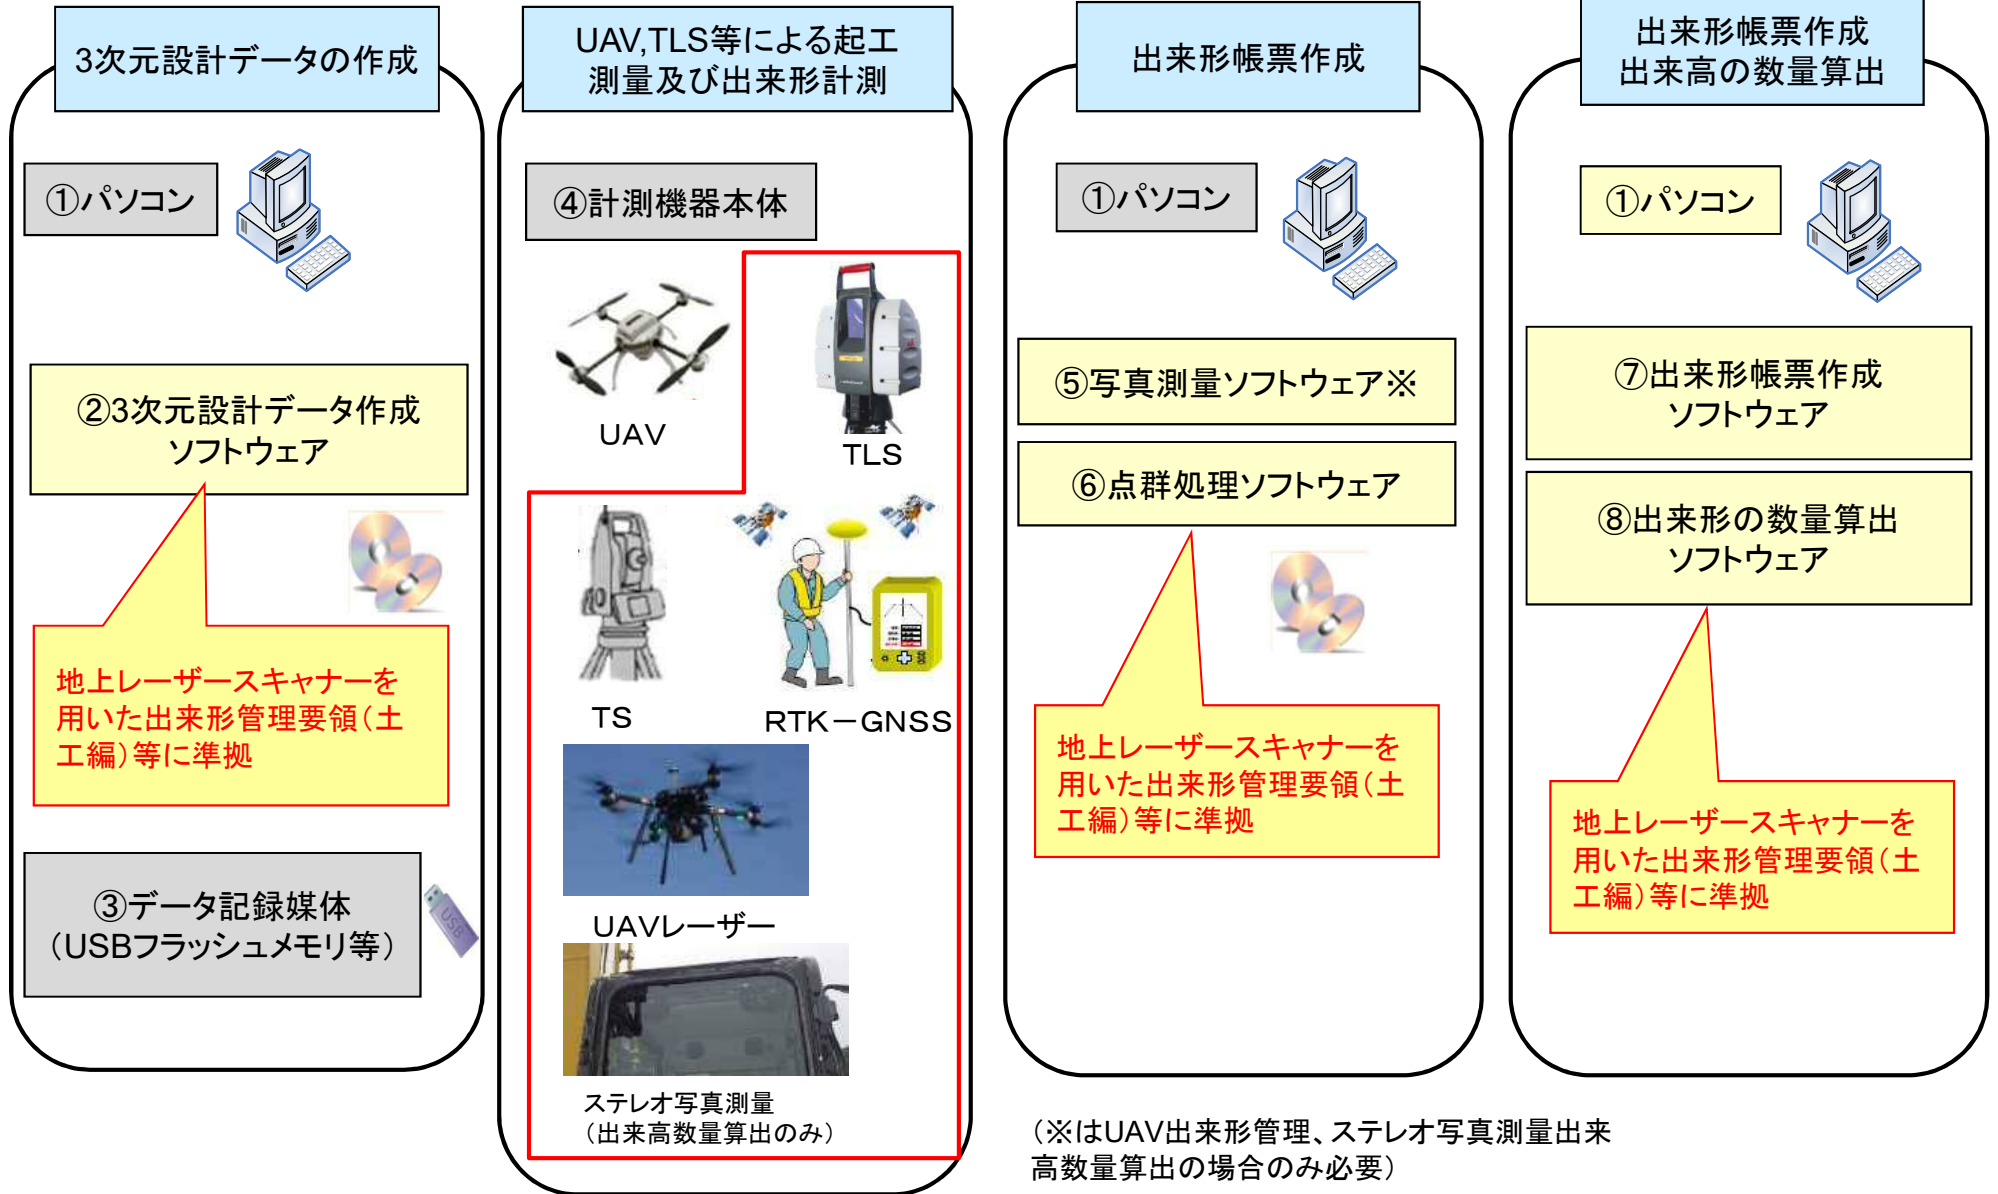 3次元設計データの作成
①パソコン
②3次元設計データ作成
ソフトウェア
地上レーザースキャナーを
用いた出来形管理要領（土
工編）等に準拠
③データ記録媒体
（USBフラッシュメモリ等）
USB
UAV,TLS等による起工
測量及び出来形計測
④計測機器本体
UAV
TLS
TS
RTK－GNSS
UAVレーザー
ステレオ写真測量
（出来高数量算出のみ）
出来形帳票作成
①パソコン
⑤写真測量ソフトウェア※
⑥点群処理ソフトウェア
地上レーザースキャナーを
用いた出来形管理要領（土
工編）等に準拠
（※はUAV出来形管理、ステレオ写真測量出来
高数量算出の場合のみ必要）
出来形帳票作成
出来高の数量算出
①パソコン
⑦出来形帳票作成
ソフトウェア
⑧出来形の数量算出
ソフトウェア
地上レーザースキャナーを
用いた出来形管理要領（土
工編）等に準拠